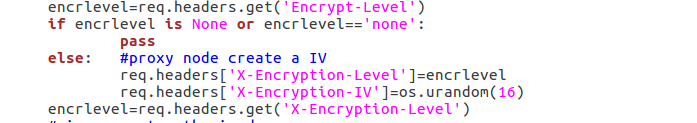 encrlevel=req.headers.get('Encrypt-Level')
if encrlevel is None or encrlevel=='none':
pass
else: #proxy node create a IV
req.headers['X-Encryption-Level']=encrlevel
req.headers['X-Encryption-IV']=os.urandom(16)
encrlevel=req.headers.get('X-Encryption-Level')